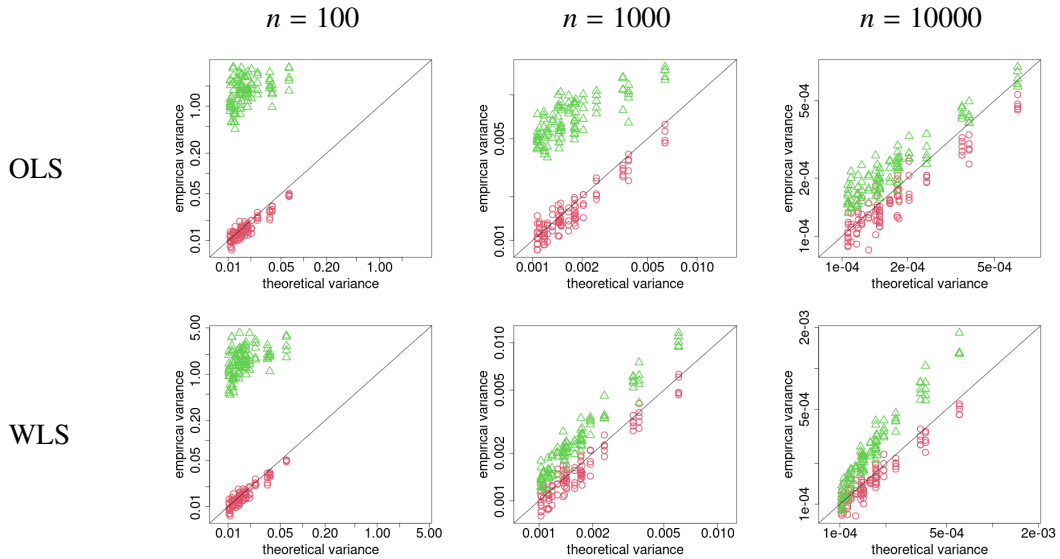 n = 100
n = 1000
n = 10000
OLS
empirical variance
0.01
0.05
0.20
1.00
0.01
0.05
0.20
1.00
theoretical variance
empirical variance
0.001
0.005
0.001
0.002
0.006
0.010
theoretical variance
empirical variance
1e-04
2e-04
5e-04
1e-04
2e-04
5e-04
theoretical variance
WLS
empirical variance
0.01
0.05
0.20
1.00
5.00
0.01
0.05
0.20
1.00
5.00
theoretical variance
empirical variance
0.001
0.002
0.005
0.010
0.001
0.002
0.005
0.010
theoretical variance
empirical variance
1e-04
5e-04
2e-03
1e-04
5e-04
2e-03
theoretical variance